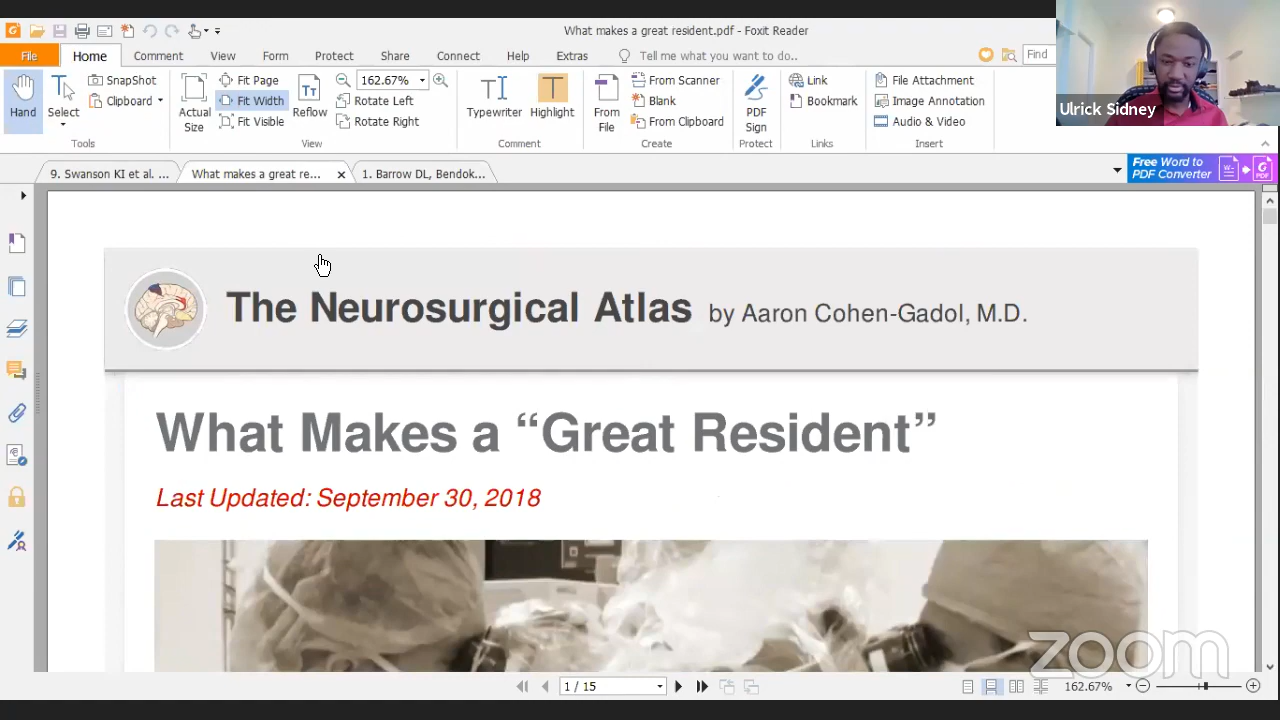 What makes a great resident.pdf - Foxit Reader
File Home Comment View Form Protect Share Connect Help Extras Tell me what you want to do.. Find
Hand
Select
SnapShot
Clipboard
Tools
Actual Size
Fit Page
Fit Width
Fit Visible
Reflow
162.67%
Rotate Left
Rotate Right
View
Typewriter
Highlight
Comment
From File
From Scanner
Blank
From Clipboard
Create
PDF Sign
Protect
Link
Bookmark
Links
File Attachment
Image Annotation
Audio & Video
Insert
Ulrick Sidney
9. Swanson KI et al. ... What makes a great re... 1. Barrow DL, Bendok...
Free Word to
PDF Converter
The Neurosurgical Atlas by Aaron Cohen-Gadol, M.D.
What Makes a “Great Resident”
Last Updated: September 30, 2018
zoom
1 / 15 162.67%